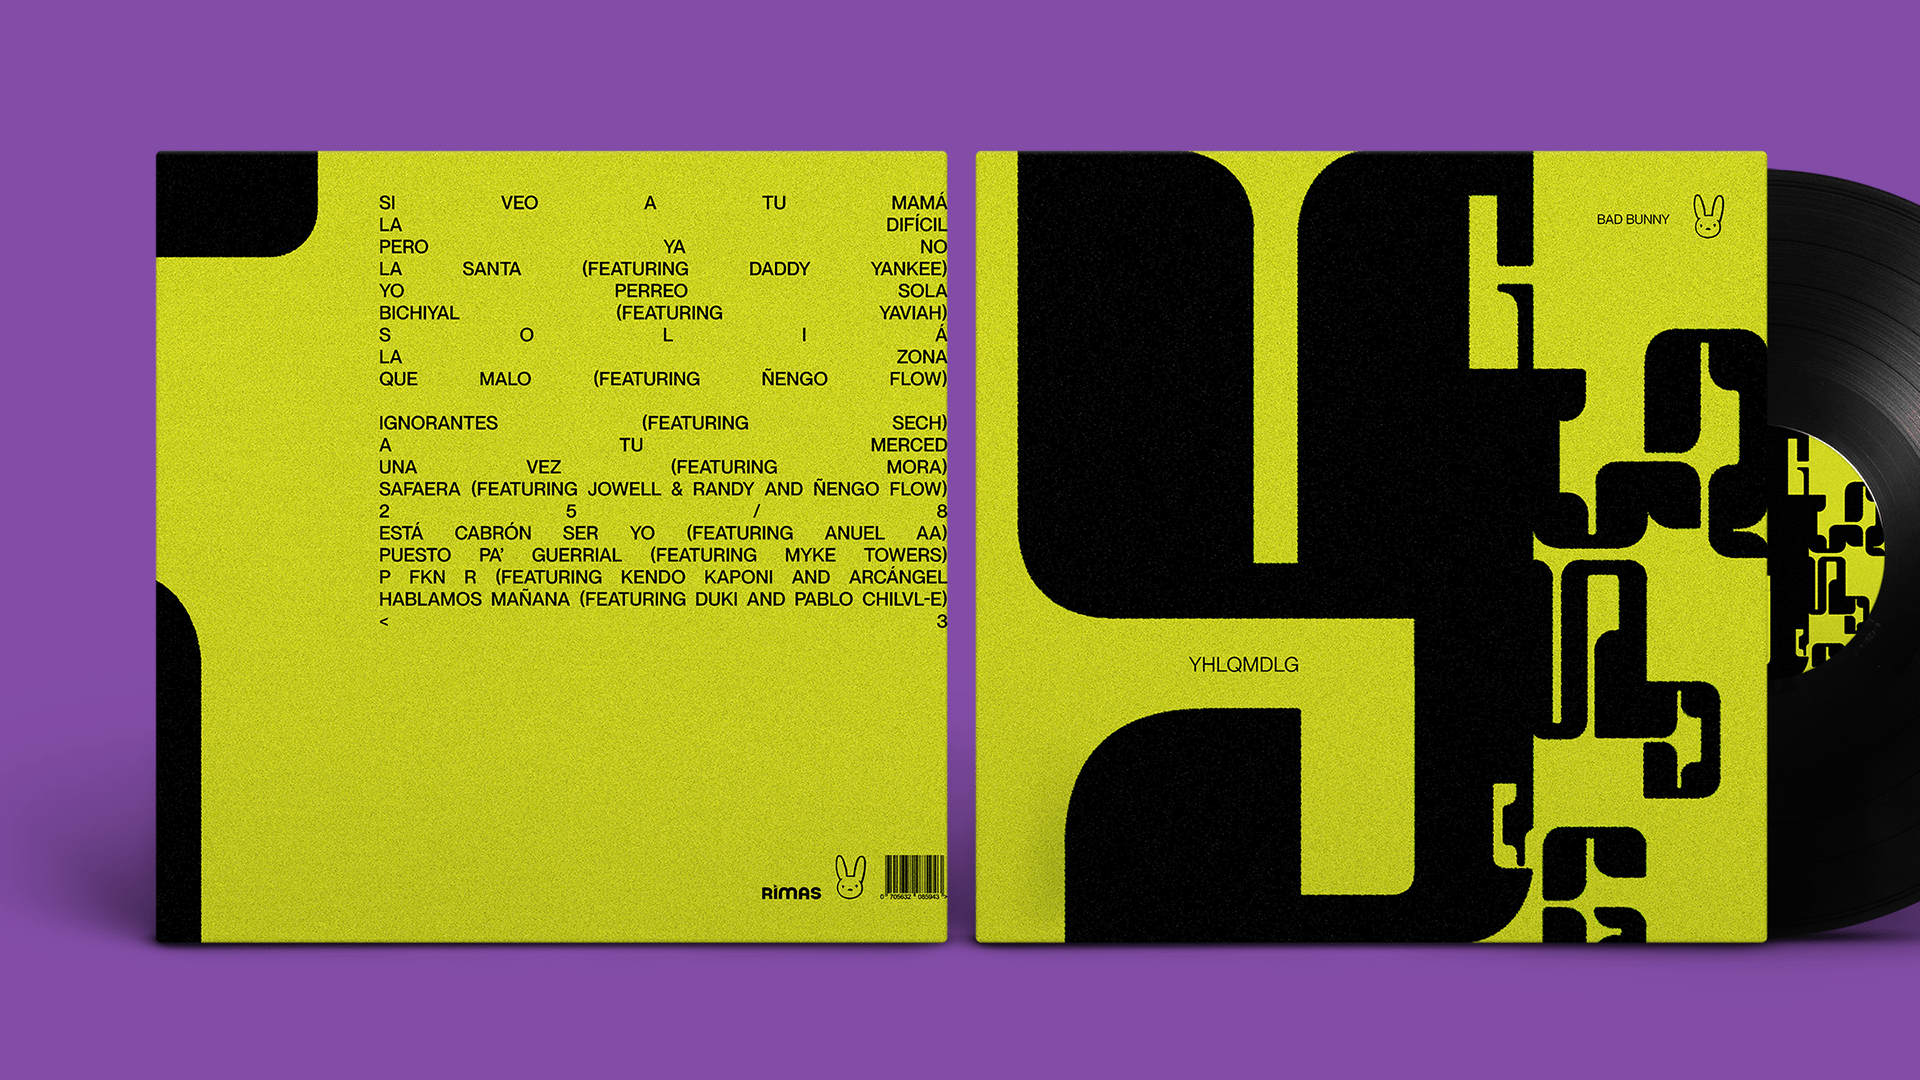 SI VEO A TU MAMÁ
LA DIFÍCIL
PERO YA NO
LA SANTA (FEATURING DADDY YANKEE)
YO PERREO SOLA
BICHIYAL (FEATURING YAVIAH)
S O L I Á
LA ZONA
QUE MALO (FEATURING ÑENGO FLOW)
IGNORANTES (FEATURING SECH)
A TU MERCED
UNA VEZ (FEATURING MORA)
SAFAERA (FEATURING JOWELL & RANDY AND ÑENGO FLOW)
2 5 / 8
ESTÁ CABRÓN SER YO (FEATURING ANUEL AA)
PUESTO PA' GUERRIAL (FEATURING MYKE TOWERS)
P FKN R (FEATURING KENDO KAPONI AND ARCÁNGEL
HABLAMOS MAÑANA (FEATURING DUKI AND PABLO CHILVL-E)
< 3
RIMAS
0 705632 085943 >
BAD BUNNY
YHLQMDLG